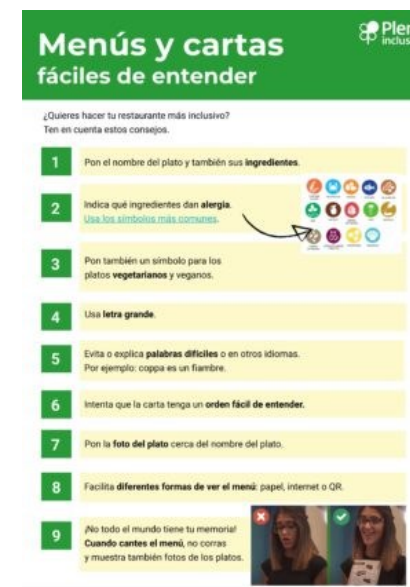 Menús y cartas
fáciles de entender
Plen
inclus
¿Quieres hacer tu restaurante más inclusivo?
Ten en cuenta estos consejos.
1
Pon el nombre del plato y también sus ingredientes.
2
Indica qué ingredientes dan alergia.
Usa los símbolos más comunes.
3
Pon también un símbolo para los
platos vegetarianos y veganos.
4
Usa letra grande.
5
Evita o explica palabras difíciles o en otros idiomas.
Por ejemplo: coppa es un fiambre.
6
Intenta que la carta tenga un orden fácil de entender.
7
Pon la foto del plato cerca del nombre del plato.
8
Facilita diferentes formas de ver el menú: papel, internet o QR.
9
¡No todo el mundo tiene tu memoria!
Cuando cantes el menú, no corras
y muestra también fotos de los platos.